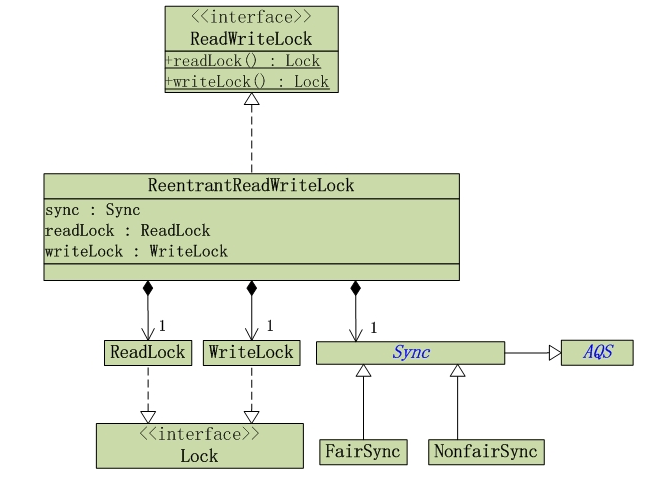 <<interface>>
ReadWriteLock
+readLock() : Lock
+writeLock() : Lock
ReentrantReadWriteLock
sync : Sync
readLock : ReadLock
writeLock : WriteLock
1
1
1
ReadLock
WriteLock
Sync
AQS
<<interface>>
Lock
FairSync
NonfairSync